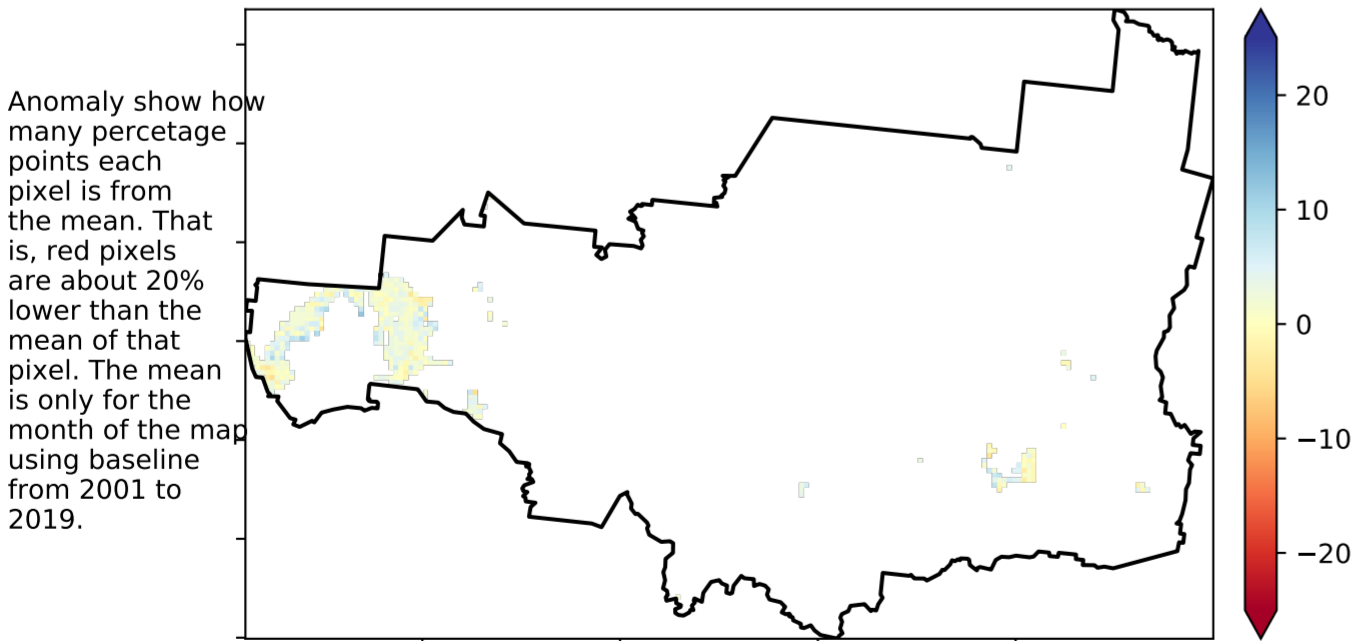 Anomaly show how
many percetage
points each
pixel is from
the mean. That
is, red pixels
are about 20%
lower than the
mean of that
pixel. The mean
is only for the
month of the map
using baseline
from 2001 to
2019.
20
10
0
−10
−20